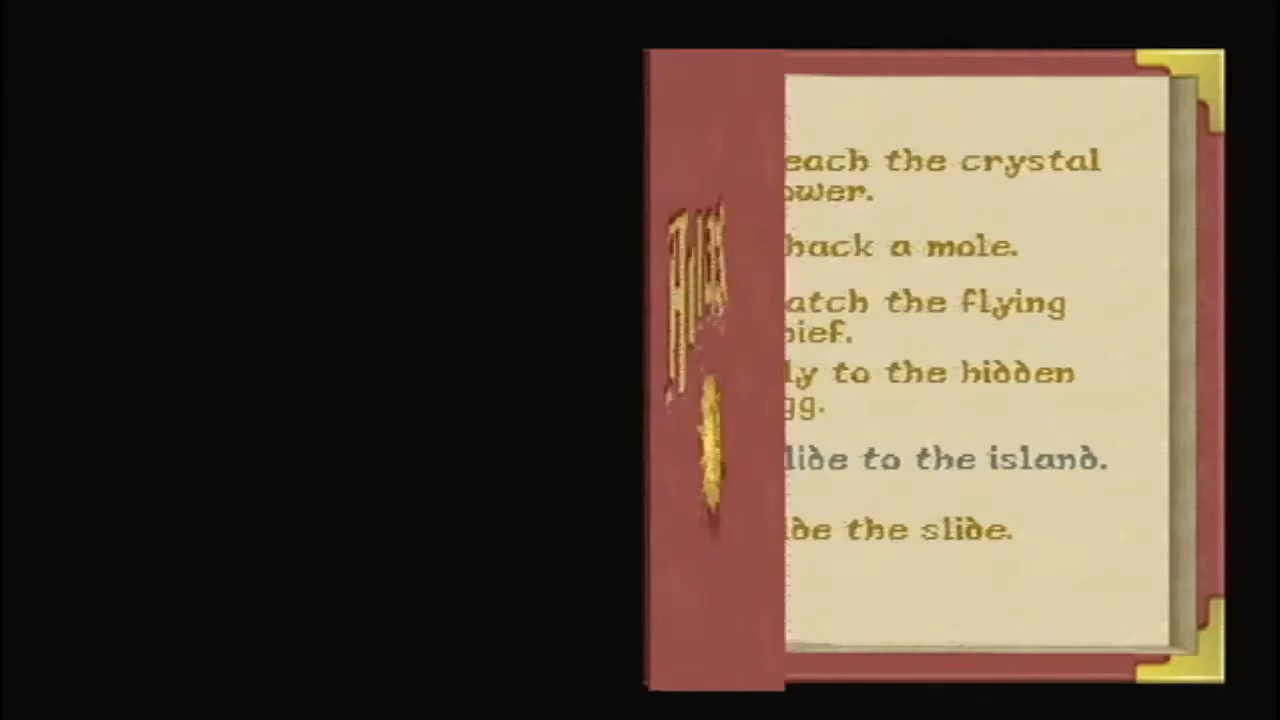 each the crystal
ower.
hack a mole.
atch the flying
hief.
ly to the hidden
gg.
lide to the island.
ide the slide.